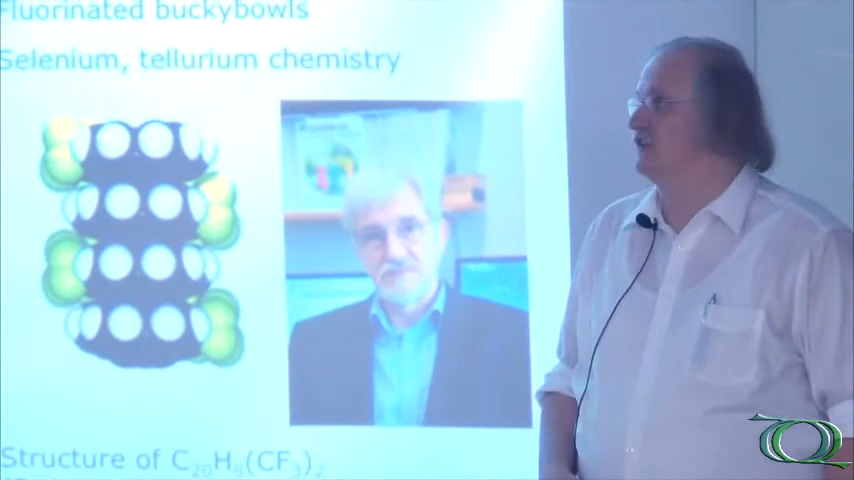 Fluorinated buckybowls
Selenium, tellurium chemistry
Structure of C₂₀H₈(CF₃)₂